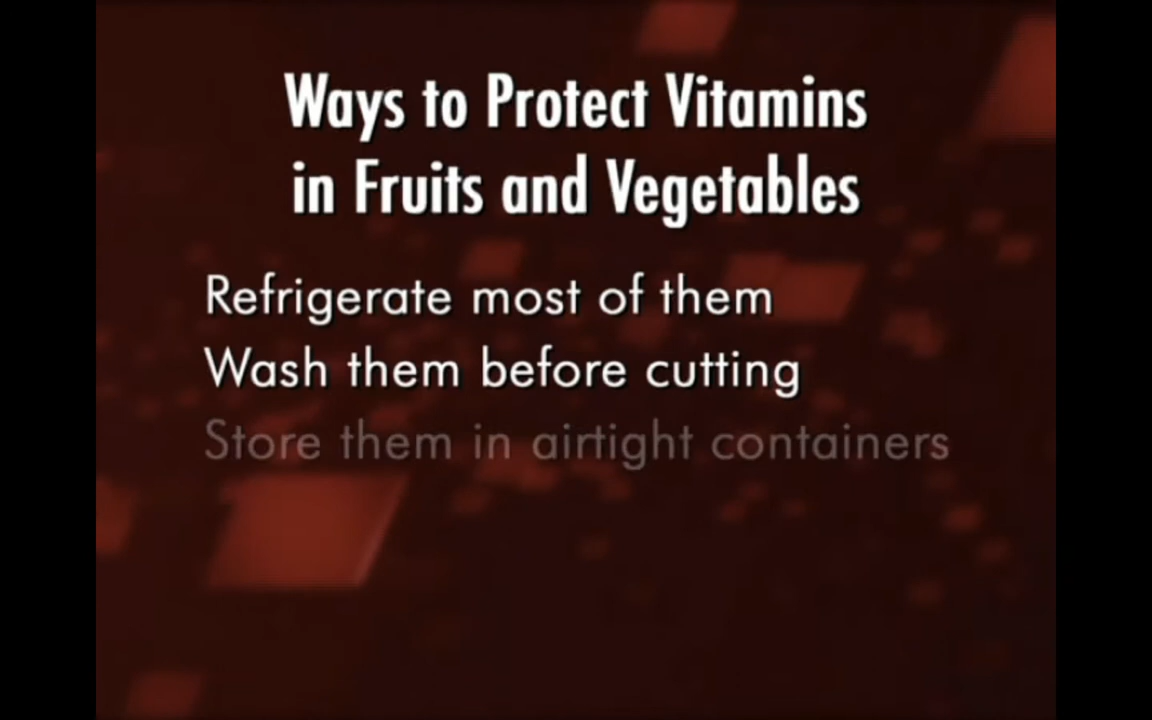 Ways to Protect Vitamins
in Fruits and Vegetables
Refrigerate most of them
Wash them before cutting
Store them in airtight containers